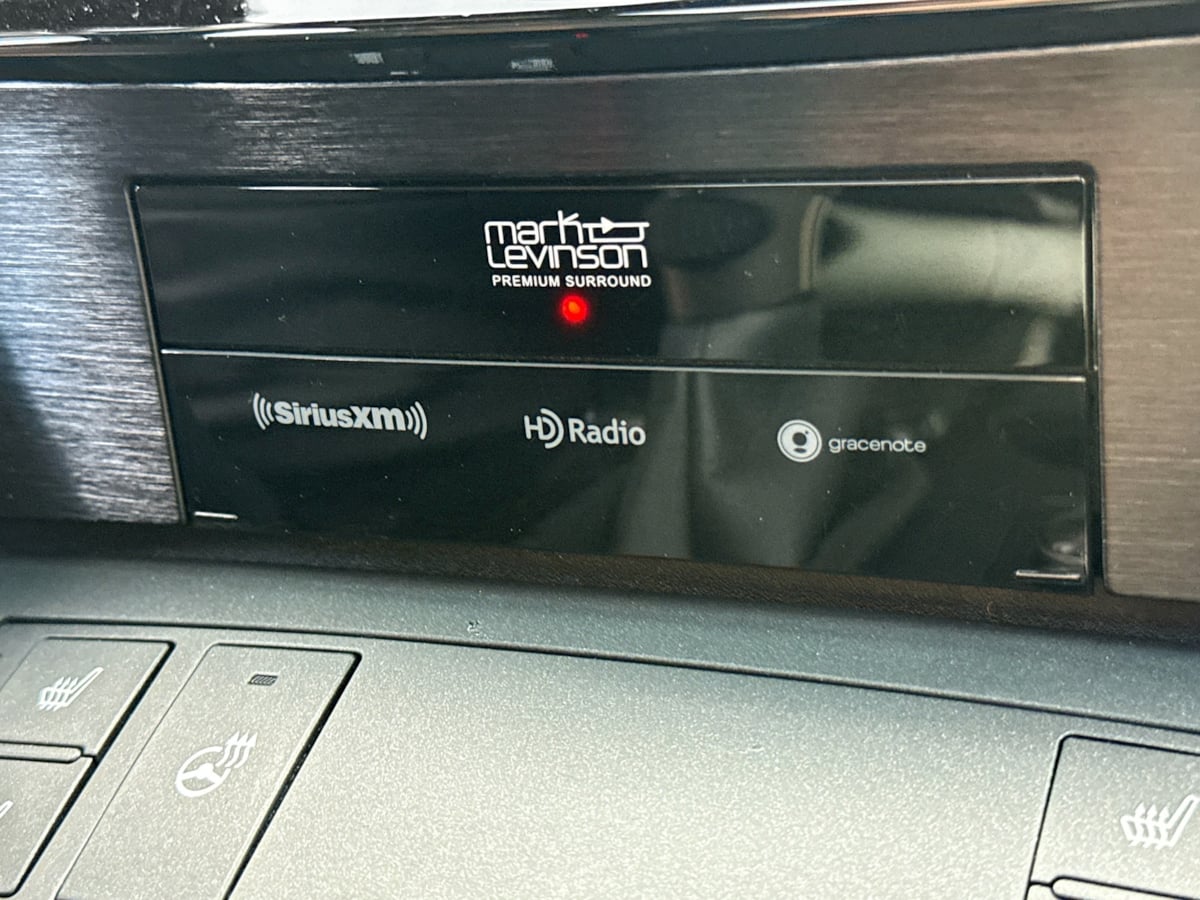 mark
LEVINSON
PREMIUM SURROUND
SiriusXM
HD Radio
gracenote